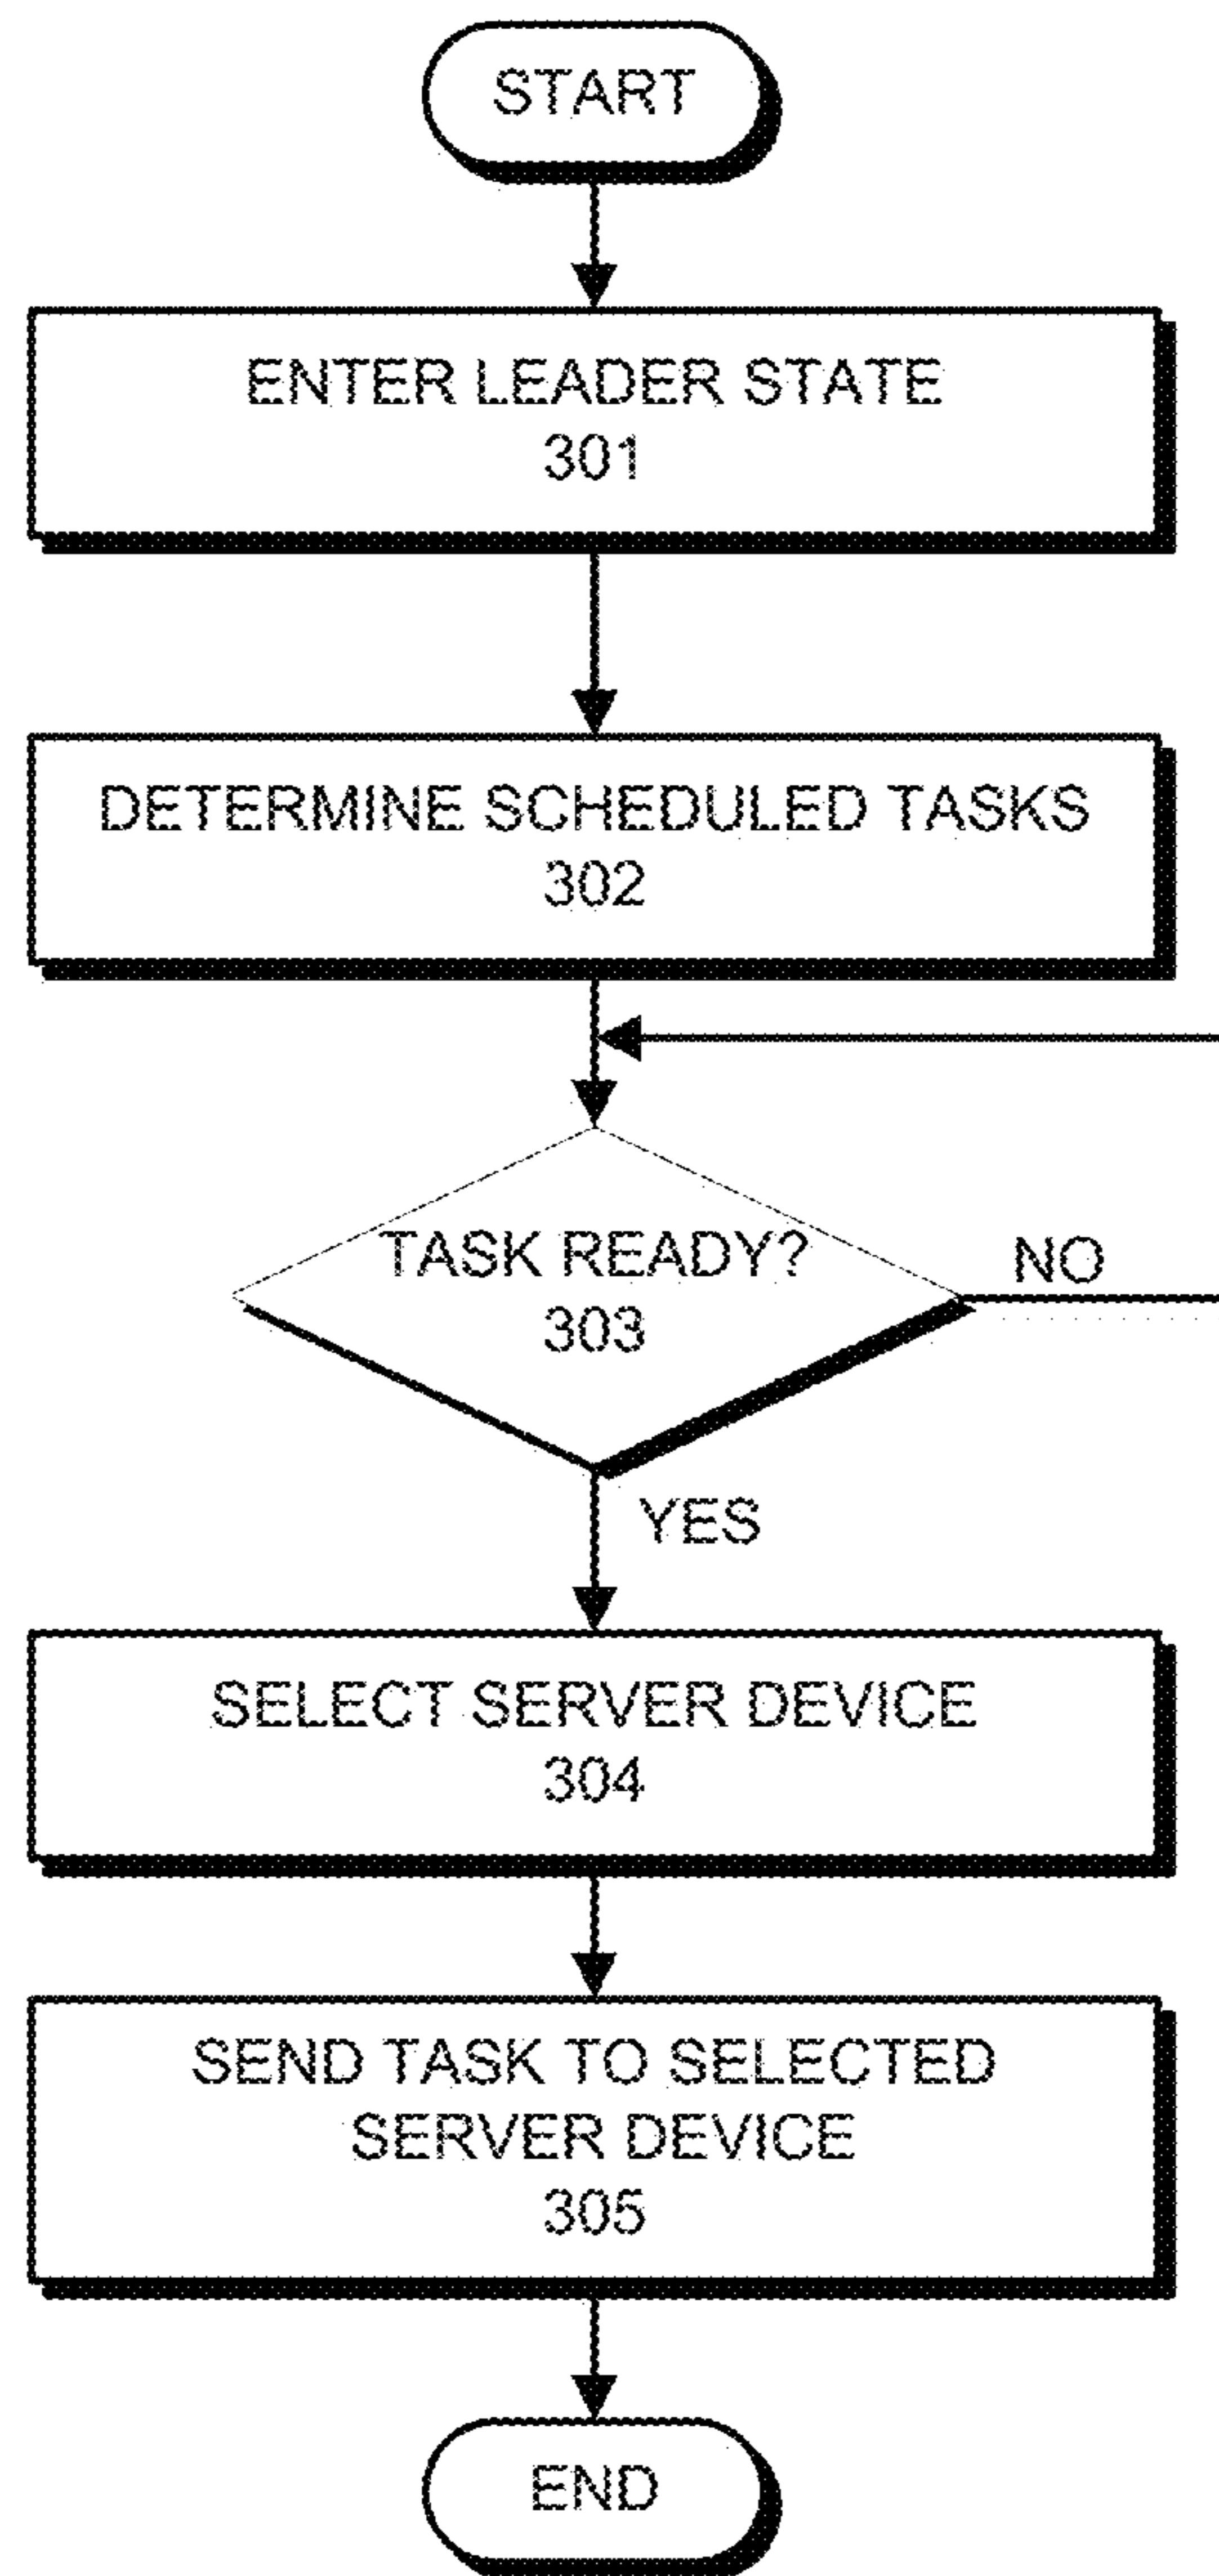 START
ENTER LEADER STATE
301
DETERMINE SCHEDULED TASKS
302
TASK READY?
303
NO
YES
SELECT SERVER DEVICE
304
SEND TASK TO SELECTED
SERVER DEVICE
305
END